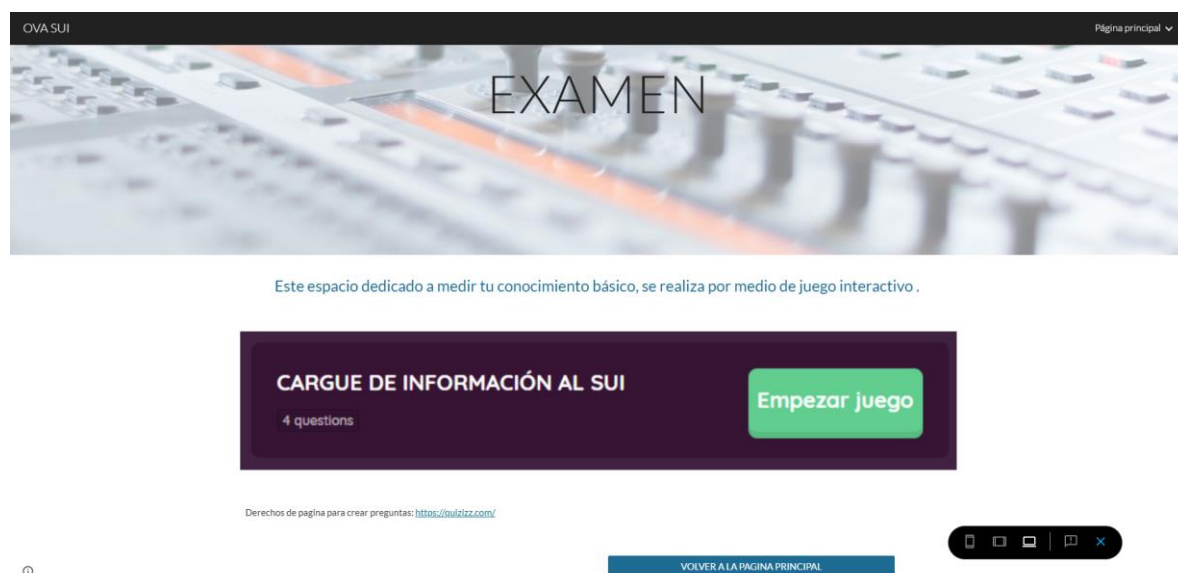 OVA SUI
Página principal
EXAMEN
Este espacio dedicado a medir tu conocimiento básico, se realiza por medio de juego interactivo .
CARGUE DE INFORMACIÓN AL SUI
4 questions
Empezar juego
Derechos de pagina para crear preguntas: https://quizizz.com/
VOLVER A LA PAGINA PRINCIPAL